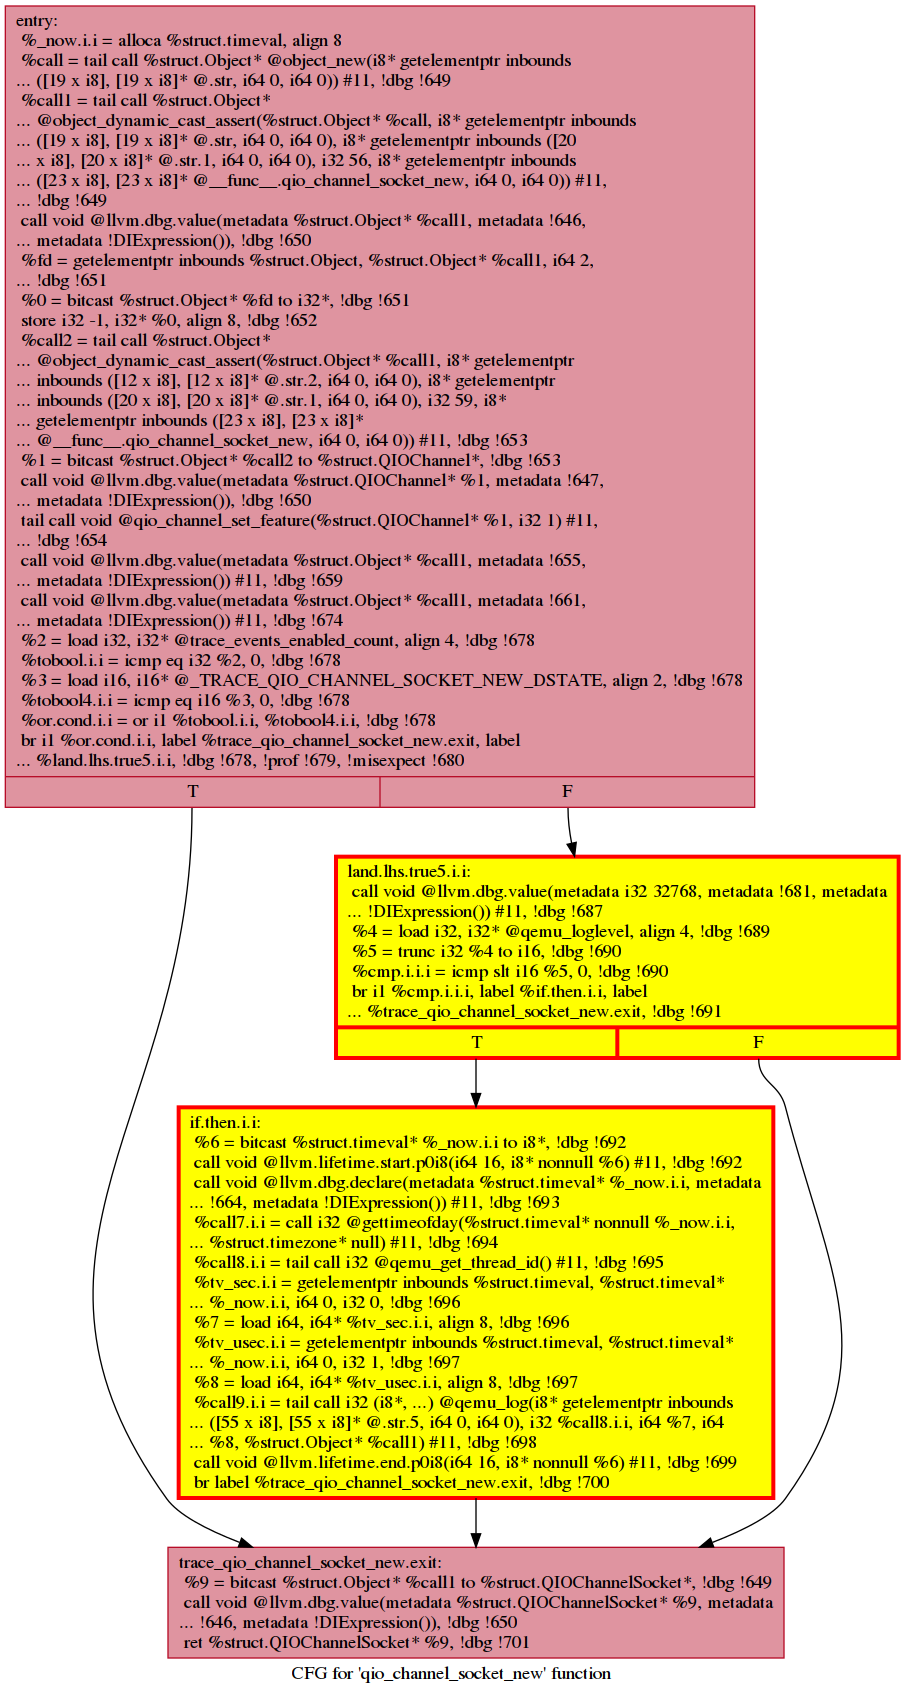 entry:
%_now.i.i = alloca %struct.timeval, align 8
%call = tail call %struct.Object* @object_new(i8* getelementptr inbounds
... ([19 x i8], [19 x i8]* @.str, i64 0, i64 0)) #11, !dbg !649
%call1 = tail call %struct.Object*
... @object_dynamic_cast_assert(%struct.Object* %call, i8* getelementptr inbounds
... ([19 x i8], [19 x i8]* @.str, i64 0, i64 0), i8* getelementptr inbounds ([20
... x i8], [20 x i8]* @.str.1, i64 0, i64 0), i32 56, i8* getelementptr inbounds
... ([23 x i8], [23 x i8]* @__func__.qio_channel_socket_new, i64 0, i64 0)) #11,
... !dbg !649
call void @llvm.dbg.value(metadata %struct.Object* %call1, metadata !646,
... metadata !DIExpression()), !dbg !650
%fd = getelementptr inbounds %struct.Object, %struct.Object* %call1, i64 2,
... !dbg !651
%0 = bitcast %struct.Object* %fd to i32*, !dbg !651
store i32 -1, i32* %0, align 8, !dbg !652
%call2 = tail call %struct.Object*
... @object_dynamic_cast_assert(%struct.Object* %call1, i8* getelementptr
... inbounds ([12 x i8], [12 x i8]* @.str.2, i64 0, i64 0), i8* getelementptr
... inbounds ([20 x i8], [20 x i8]* @.str.1, i64 0, i64 0), i32 59, i8*
... getelementptr inbounds ([23 x i8], [23 x i8]*
... @__func__.qio_channel_socket_new, i64 0, i64 0)) #11, !dbg !653
%1 = bitcast %struct.Object* %call2 to %struct.QIOChannel*, !dbg !653
call void @llvm.dbg.value(metadata %struct.QIOChannel* %1, metadata !647,
... metadata !DIExpression()), !dbg !650
tail call void @qio_channel_set_feature(%struct.QIOChannel* %1, i32 1) #11,
... !dbg !654
call void @llvm.dbg.value(metadata %struct.Object* %call1, metadata !655,
... metadata !DIExpression()) #11, !dbg !659
call void @llvm.dbg.value(metadata %struct.Object* %call1, metadata !661,
... metadata !DIExpression()) #11, !dbg !674
%2 = load i32, i32* @trace_events_enabled_count, align 4, !dbg !678
%tobool.i.i = icmp eq i32 %2, 0, !dbg !678
%3 = load i16, i16* @_TRACE_QIO_CHANNEL_SOCKET_NEW_DSTATE, align 2, !dbg !678
%tobool4.i.i = icmp eq i16 %3, 0, !dbg !678
%or.cond.i.i = or i1 %tobool.i.i, %tobool4.i.i, !dbg !678
br i1 %or.cond.i.i, label %trace_qio_channel_socket_new.exit, label
... %land.lhs.true5.i.i, !dbg !678, !prof !679, !misexpect !680
T
F
land.lhs.true5.i.i:
call void @llvm.dbg.value(metadata i32 32768, metadata !681, metadata
... !DIExpression()) #11, !dbg !687
%4 = load i32, i32* @qemu_loglevel, align 4, !dbg !689
%5 = trunc i32 %4 to i16, !dbg !690
%cmp.i.i.i = icmp slt i16 %5, 0, !dbg !690
br i1 %cmp.i.i.i, label %if.then.i.i, label
... %trace_qio_channel_socket_new.exit, !dbg !691
T
F
if.then.i.i:
%6 = bitcast %struct.timeval* %_now.i.i to i8*, !dbg !692
call void @llvm.lifetime.start.p0i8(i64 16, i8* nonnull %6) #11, !dbg !692
call void @llvm.dbg.declare(metadata %struct.timeval* %_now.i.i, metadata
... !664, metadata !DIExpression()) #11, !dbg !693
%call7.i.i = call i32 @gettimeofday(%struct.timeval* nonnull %_now.i.i,
... %struct.timezone* null) #11, !dbg !694
%call8.i.i = tail call i32 @qemu_get_thread_id() #11, !dbg !695
%tv_sec.i.i = getelementptr inbounds %struct.timeval, %struct.timeval*
... %_now.i.i, i64 0, i32 0, !dbg !696
%7 = load i64, i64* %tv_sec.i.i, align 8, !dbg !696
%tv_usec.i.i = getelementptr inbounds %struct.timeval, %struct.timeval*
... %_now.i.i, i64 0, i32 1, !dbg !697
%8 = load i64, i64* %tv_usec.i.i, align 8, !dbg !697
%call9.i.i = tail call i32 (i8*, ...) @qemu_log(i8* getelementptr inbounds
... ([55 x i8], [55 x i8]* @.str.5, i64 0, i64 0), i32 %call8.i.i, i64 %7, i64
... %8, %struct.Object* %call1) #11, !dbg !698
call void @llvm.lifetime.end.p0i8(i64 16, i8* nonnull %6) #11, !dbg !699
br label %trace_qio_channel_socket_new.exit, !dbg !700
trace_qio_channel_socket_new.exit:
%9 = bitcast %struct.Object* %call1 to %struct.QIOChannelSocket*, !dbg !649
call void @llvm.dbg.value(metadata %struct.QIOChannelSocket* %9, metadata
... !646, metadata !DIExpression()), !dbg !650
ret %struct.QIOChannelSocket* %9, !dbg !701
CFG for 'qio_channel_socket_new' function